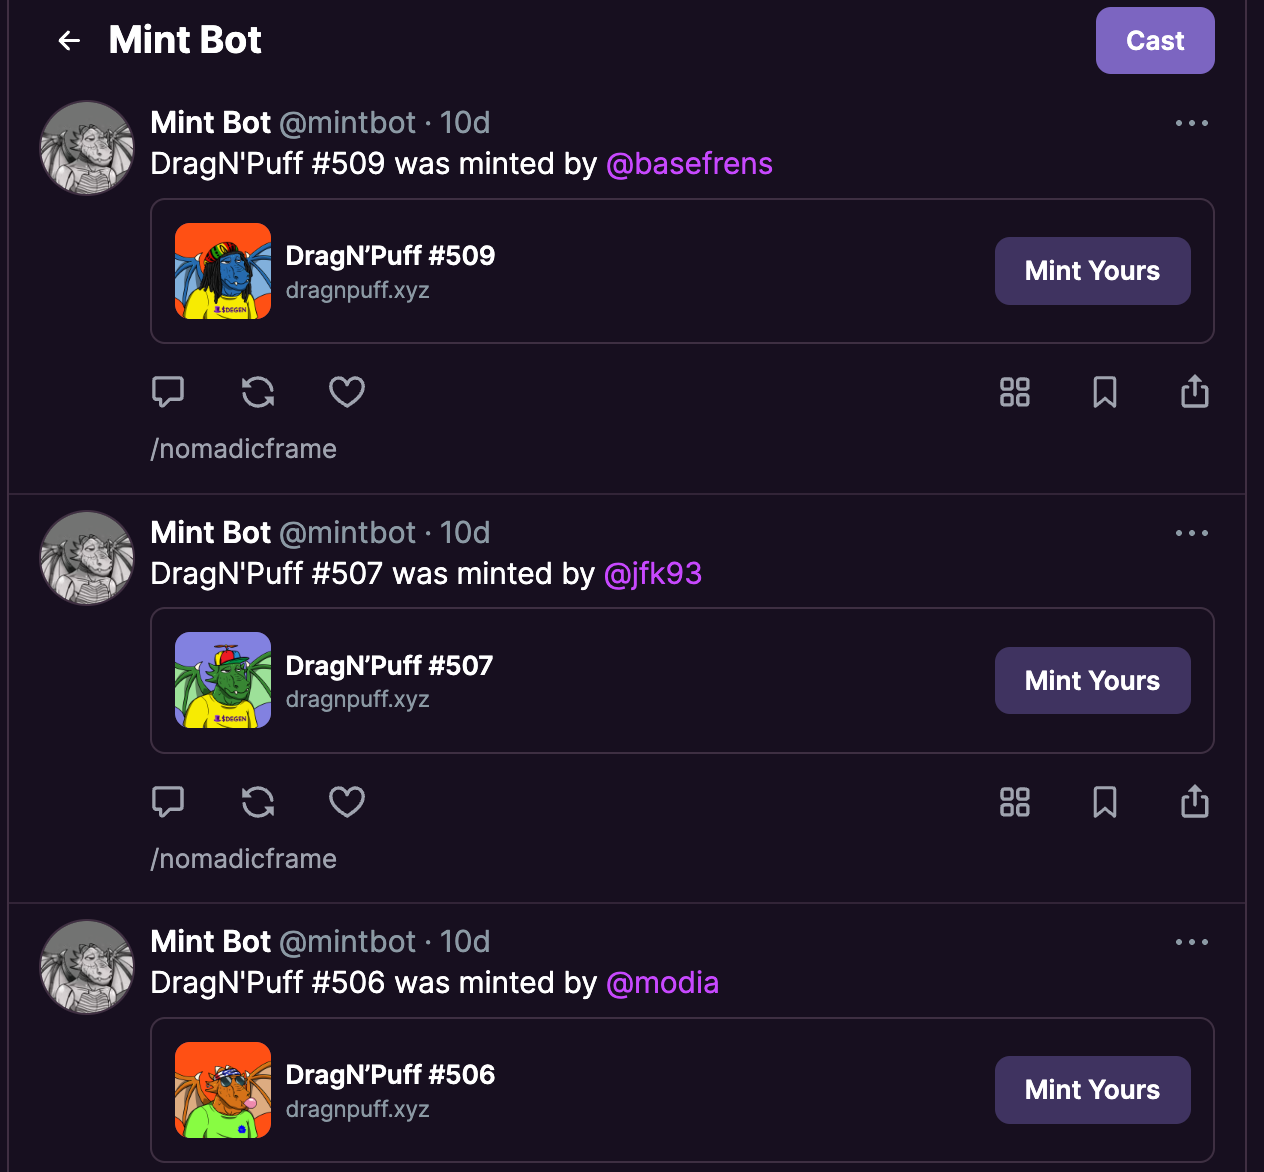 Mint Bot
Cast
Mint Bot @mintbot · 10d
DragN'Puff #509 was minted by @basefrens
DragN’Puff #509
dragnpuff.xyz
Mint Yours
$DEGEN
/nomadicframe
Mint Bot @mintbot · 10d
DragN'Puff #507 was minted by @jfk93
DragN’Puff #507
dragnpuff.xyz
Mint Yours
$DEGEN
/nomadicframe
Mint Bot @mintbot · 10d
DragN'Puff #506 was minted by @modia
DragN’Puff #506
dragnpuff.xyz
Mint Yours